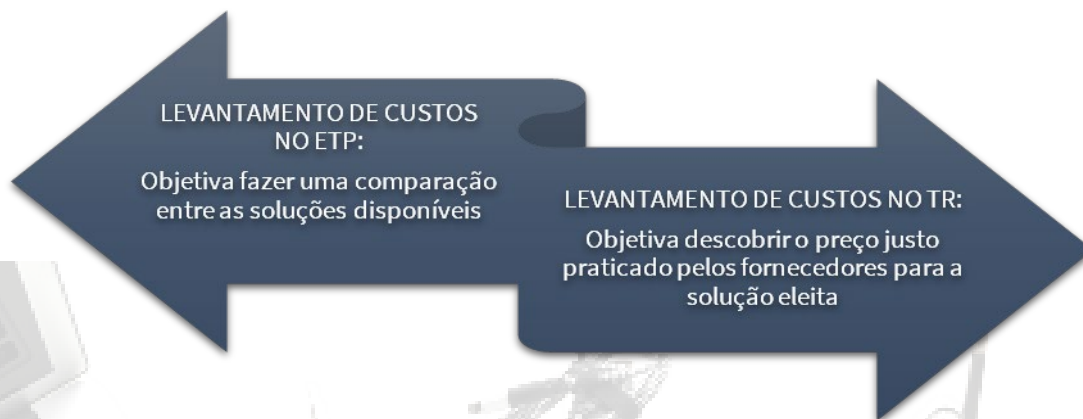 LEVANTAMENTO DE CUSTOS
NO ETP:
Objetiva fazer uma comparação
entre as soluções disponíveis
LEVANTAMENTO DE CUSTOS NO TR:
Objetiva descobrir o preço justo
praticado pelos fornecedores para a
solução eleita